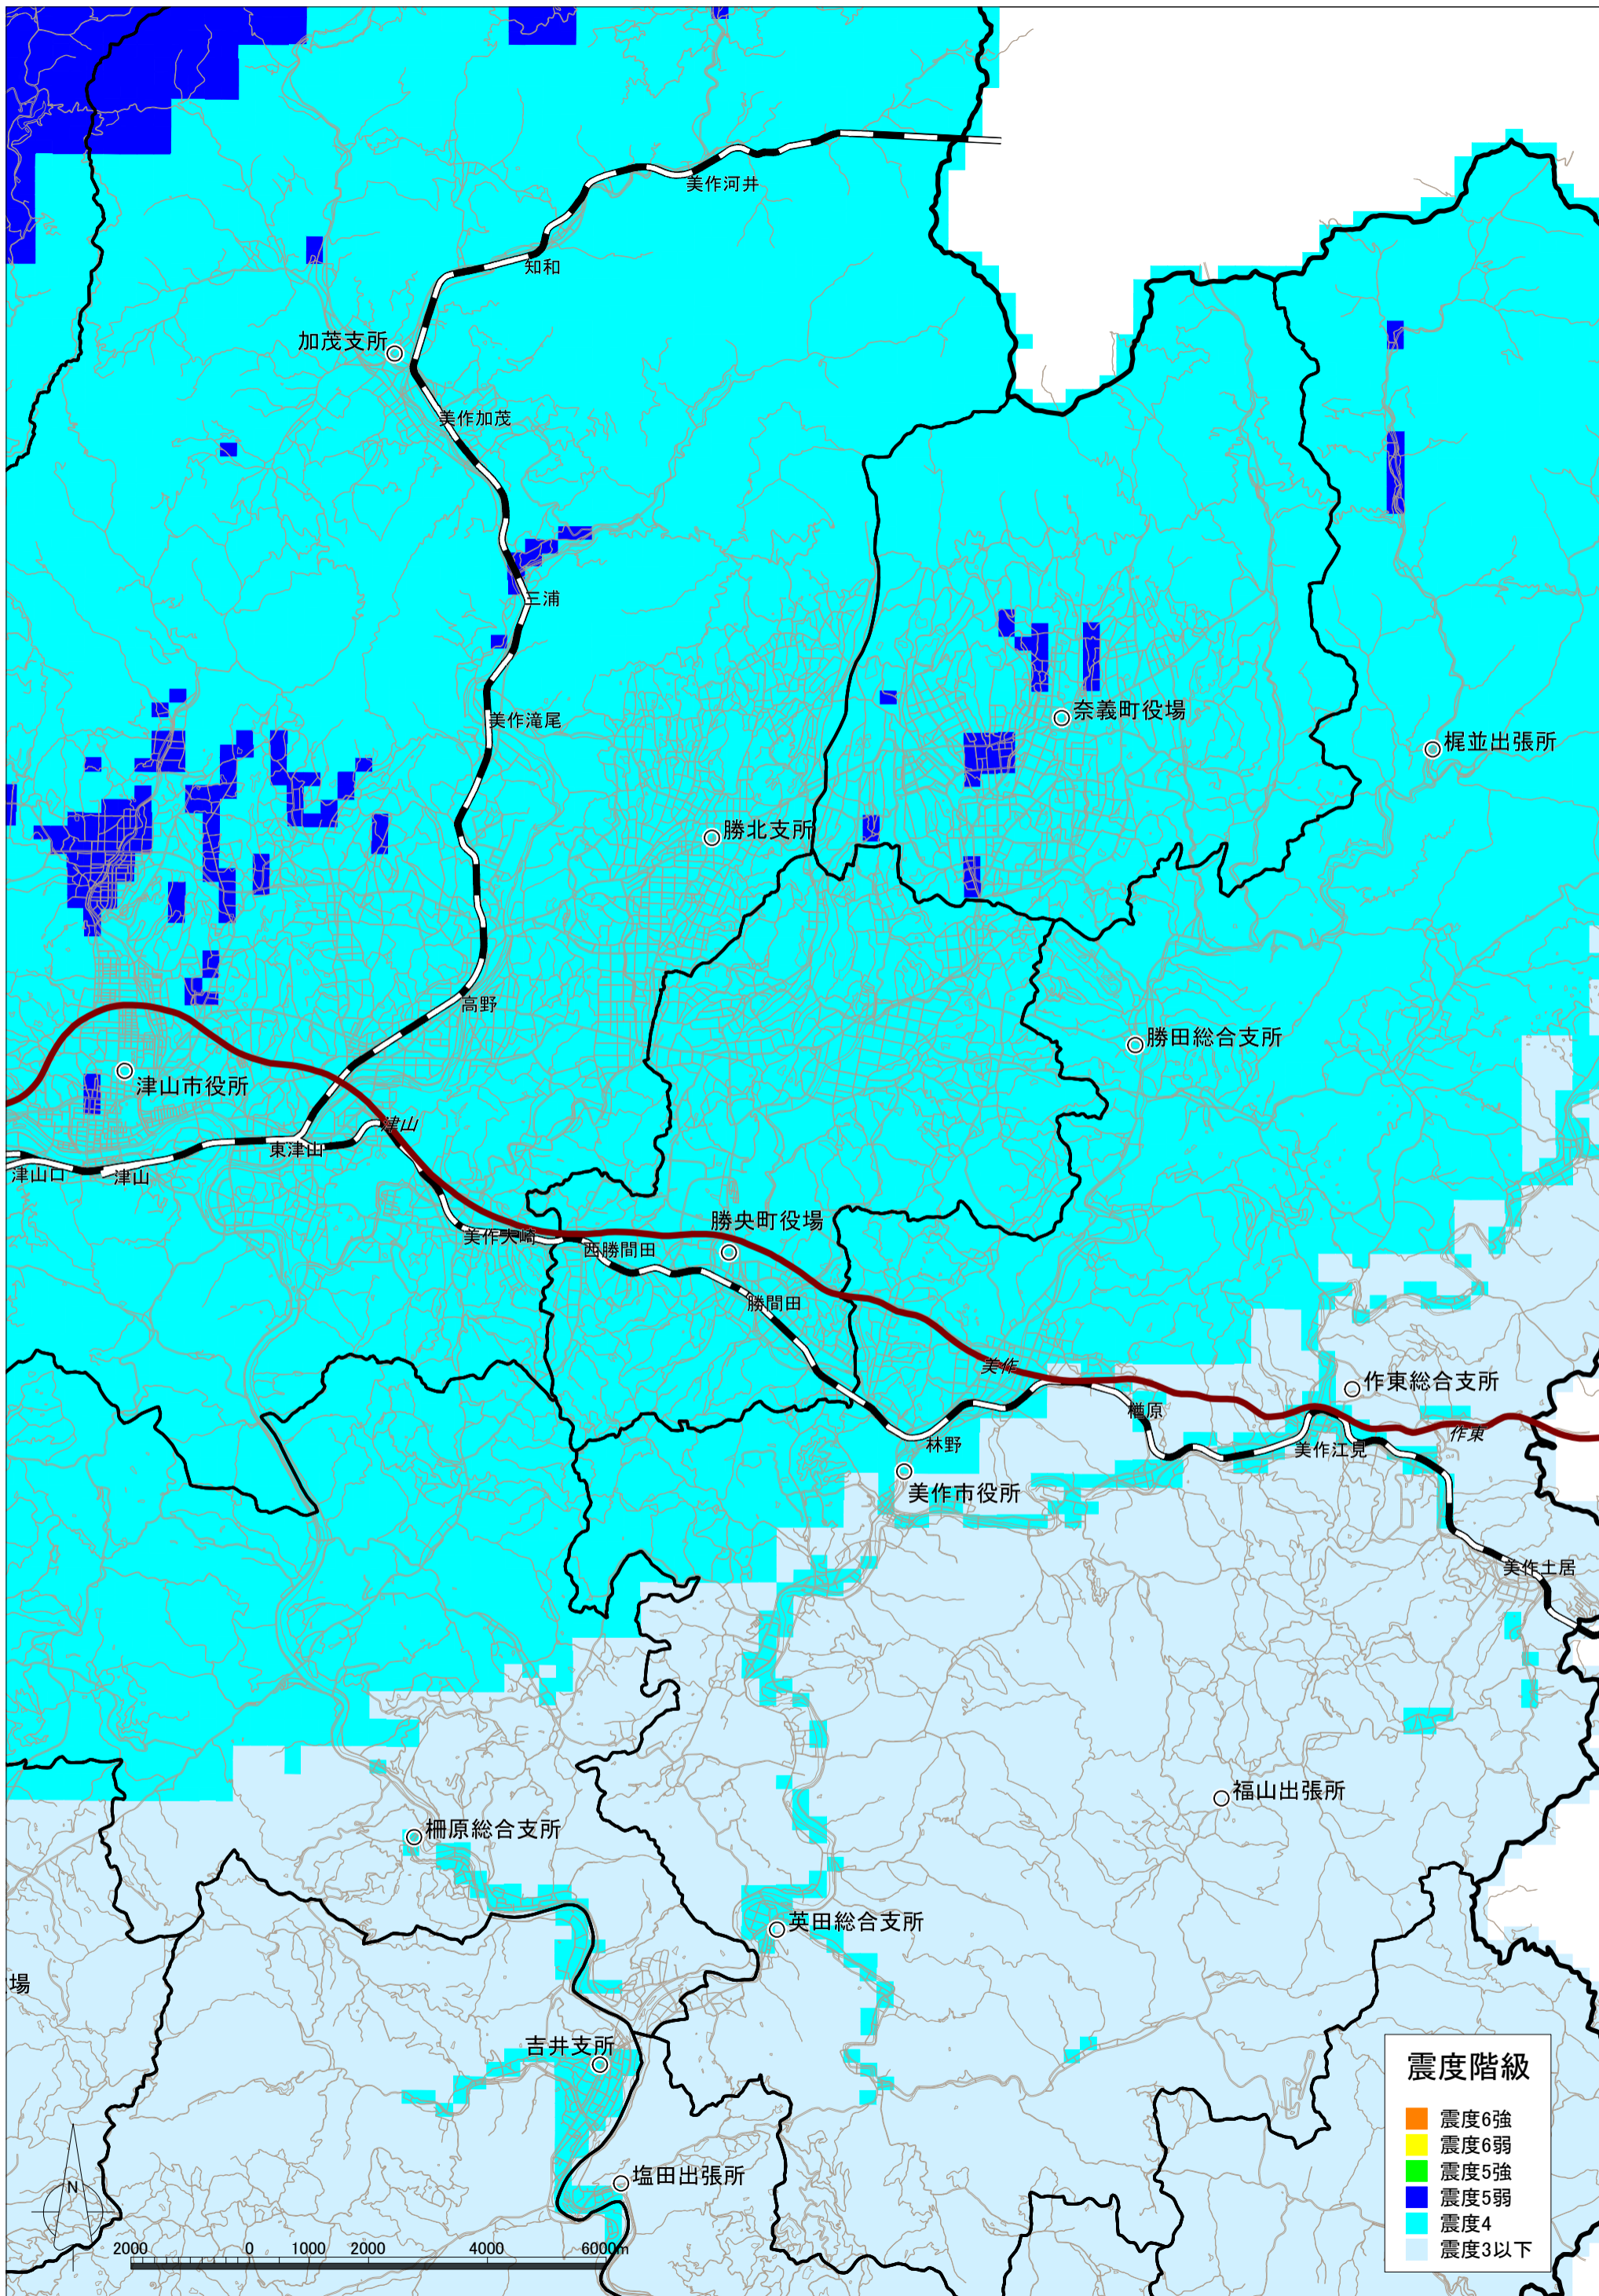 美作河井
知和
加茂支所
美作加茂
三浦
美作滝尾
奈義町役場
梶並出張所
勝北支所
高野
勝田総合支所
津山市役所
津山
東津山
津山口
津山
勝央町役場
美作大崎
西勝間田
勝間田
美作
作東総合支所
楢原
作東
林野
美作江見
美作市役所
美作土居
福山出張所
柵原総合支所
英田総合支所
場
吉井支所
塩田出張所
震度階級
震度6強
震度6弱
震度5強
震度5弱
震度4
震度3以下
N
2000 0 1000 2000 4000 6000m